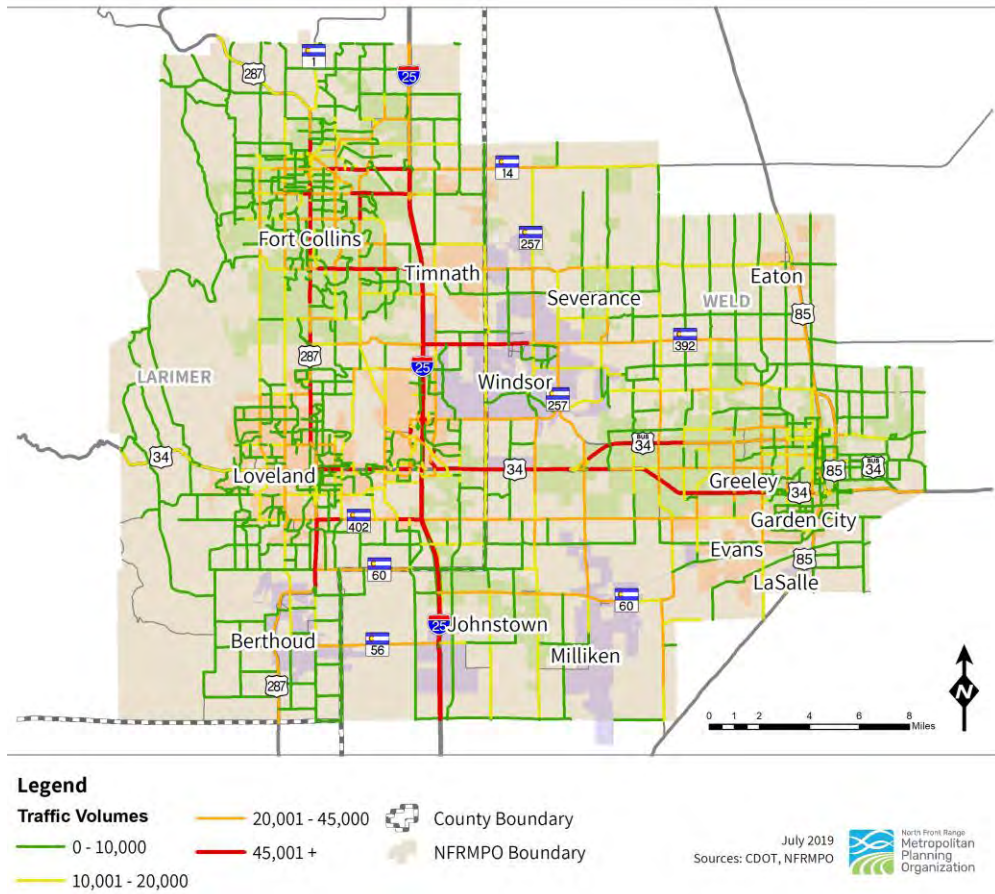 1
287
25
14
Fort Collins
257
Timnath
Eaton
Severance
WELD
85
287
392
25
LARIMER
Windsor
257
34
BUS
34
Loveland
34
Greeley
85
BUS
34
34
402
Garden City
Evans
85
60
LaSalle
60
25
Johnstown
Berthoud
56
Milliken
287
N
0 1 2 4 6 8
Miles
Legend
Traffic Volumes
0 - 10,000
10,001 - 20,000
20,001 - 45,000
45,001 +
County Boundary
NFRMPO Boundary
July 2019
Sources: CDOT, NFRMPO
North Front Range
Metropolitan
Planning
Organization